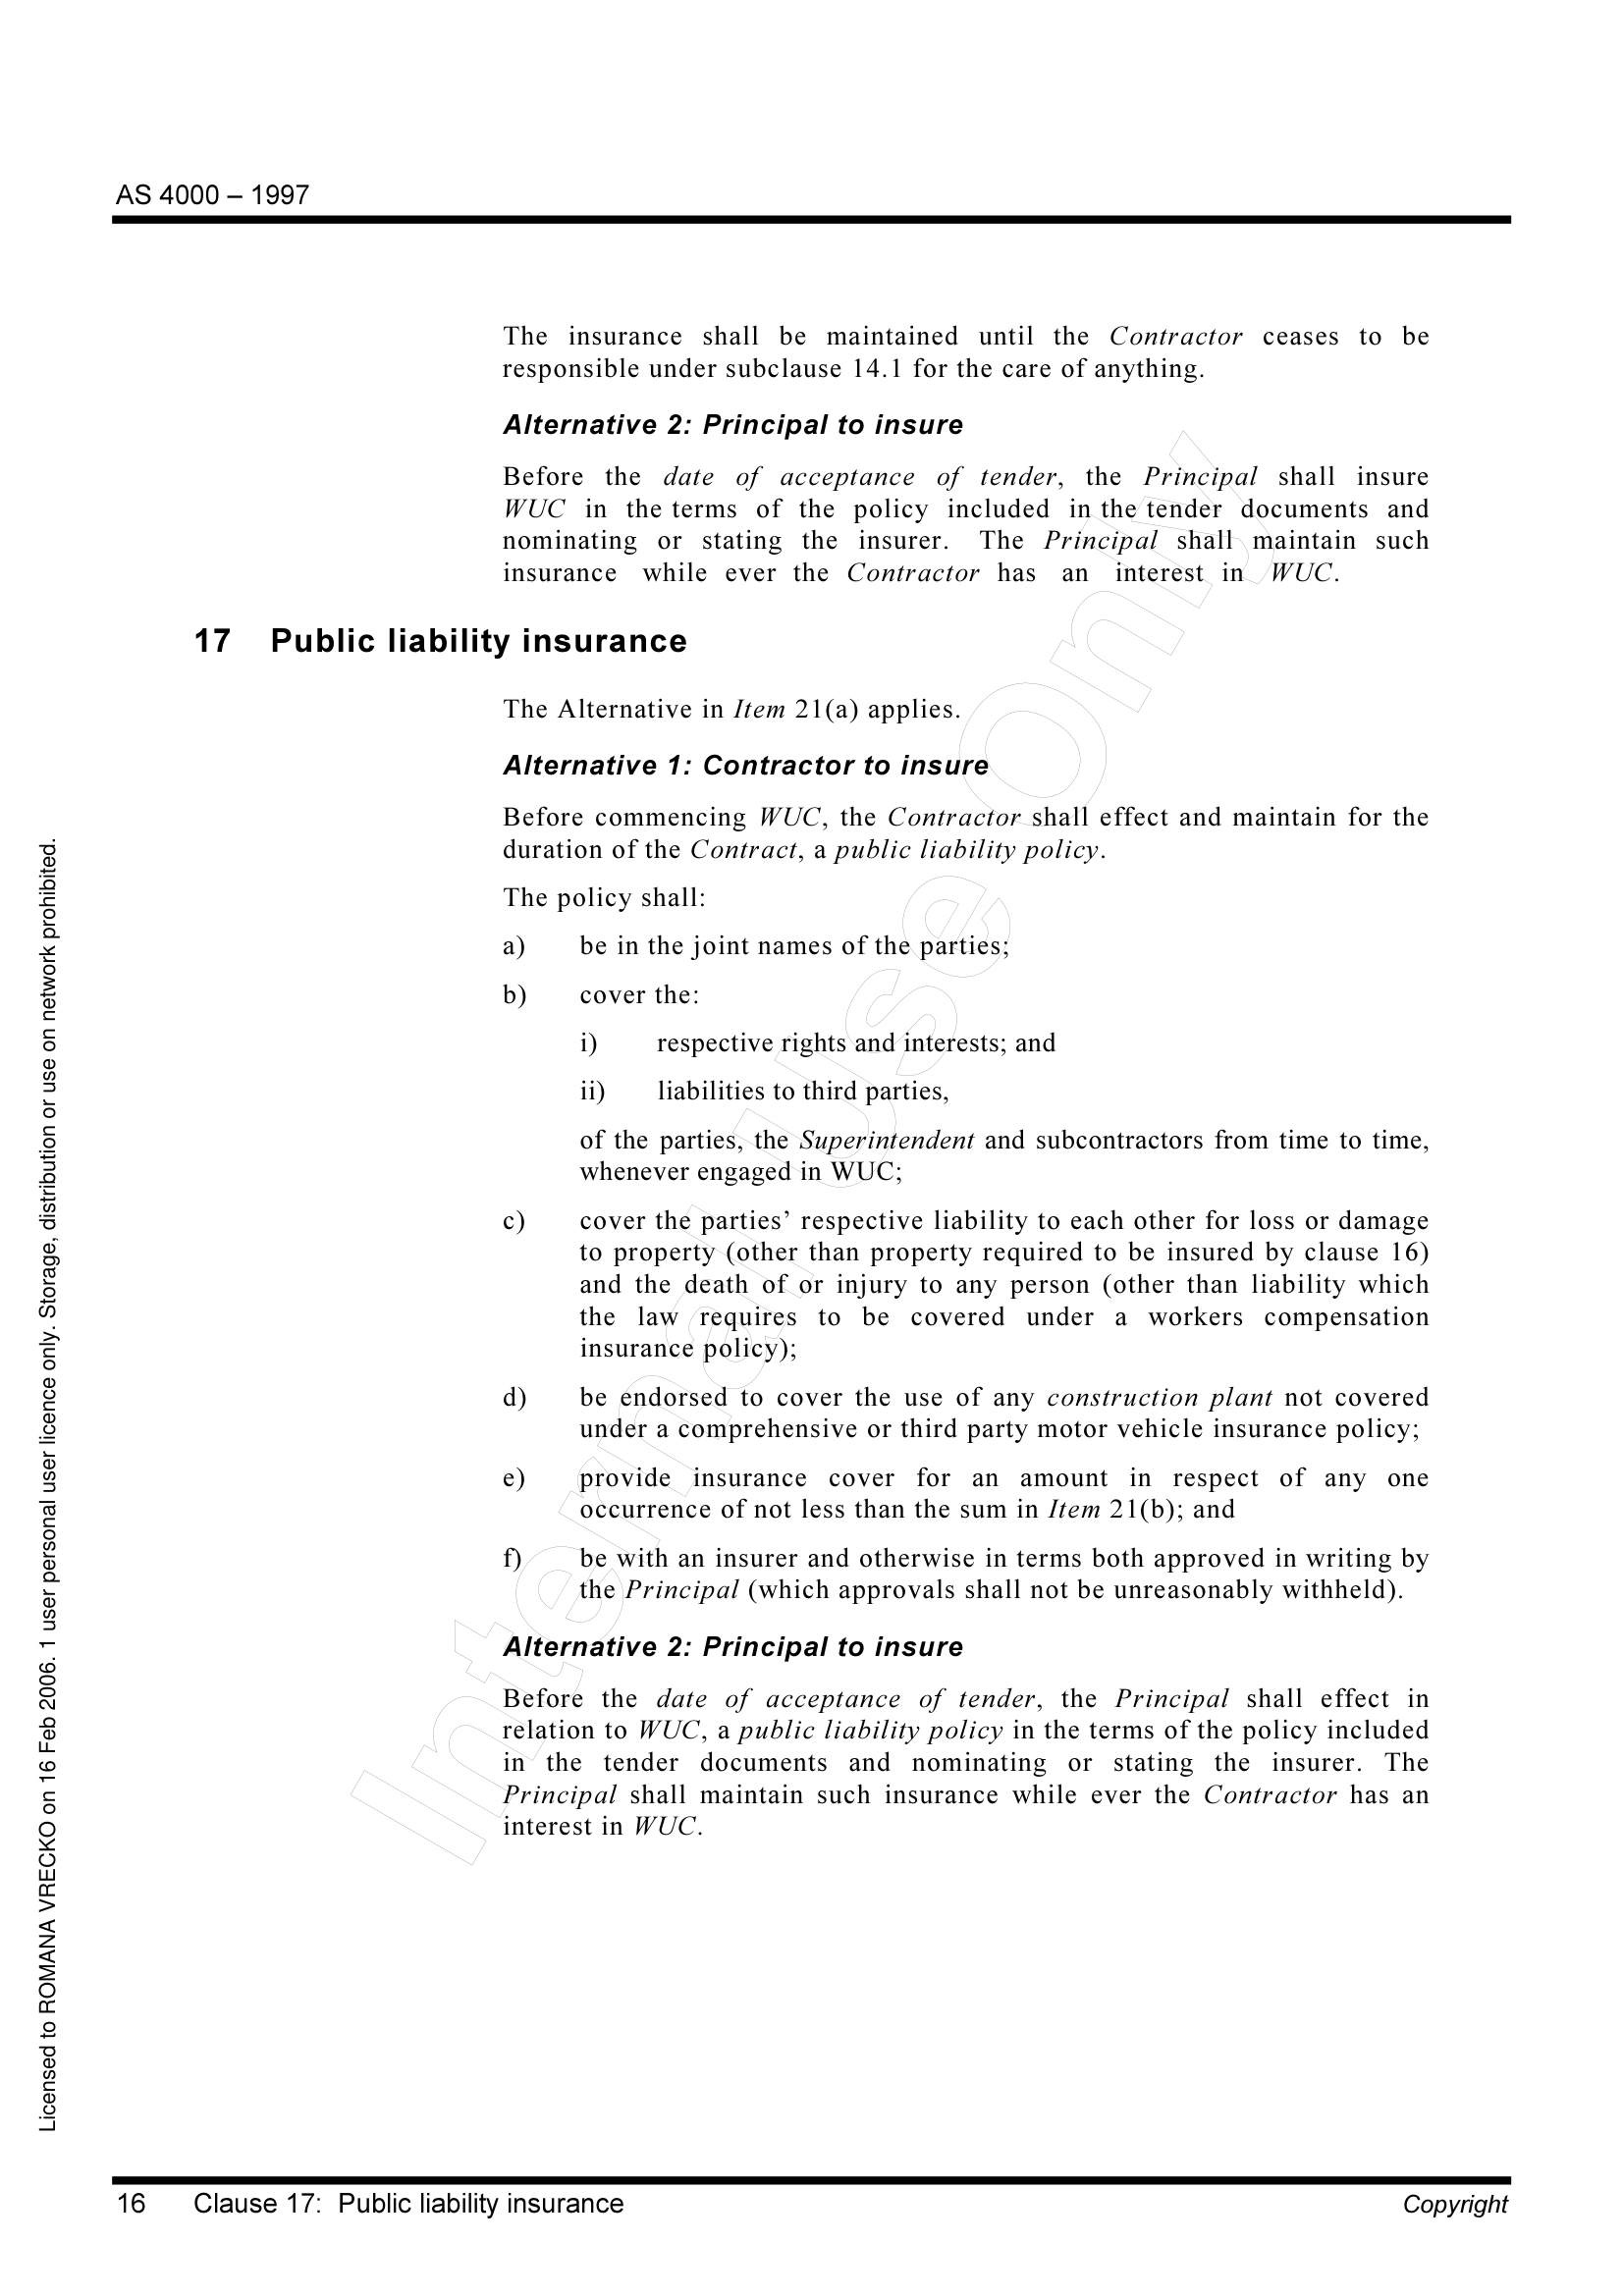 AS 4000 – 1997
The insurance shall be maintained until the Contractor ceases to be
responsible under subclause 14.1 for the care of anything.
Alternative 2: Principal to insure
Before the date of acceptance of tender, the Principal shall insure
WUC in the terms of the policy included in the tender documents and
nominating or stating the insurer. The Principal shall maintain such
insurance while ever the Contractor has an interest in WUC.
17 Public liability insurance
The Alternative in Item 21(a) applies.
Alternative 1: Contractor to insure
Before commencing WUC, the Contractor shall effect and maintain for the
duration of the Contract, a public liability policy.
The policy shall:
a) be in the joint names of the parties;
b) cover the:
i) respective rights and interests; and
ii) liabilities to third parties,
of the parties, the Superintendent and subcontractors from time to time,
whenever engaged in WUC;
c) cover the parties’ respective liability to each other for loss or damage
to property (other than property required to be insured by clause 16)
and the death of or injury to any person (other than liability which
the law requires to be covered under a workers compensation
insurance policy);
d) be endorsed to cover the use of any construction plant not covered
under a comprehensive or third party motor vehicle insurance policy;
e) provide insurance cover for an amount in respect of any one
occurrence of not less than the sum in Item 21(b); and
f) be with an insurer and otherwise in terms both approved in writing by
the Principal (which approvals shall not be unreasonably withheld).
Alternative 2: Principal to insure
Before the date of acceptance of tender, the Principal shall effect in
relation to WUC, a public liability policy in the terms of the policy included
in the tender documents and nominating or stating the insurer. The
Principal shall maintain such insurance while ever the Contractor has an
interest in WUC.
Internal Use Only
Licensed to ROMANA VRECKO on 16 Feb 2006. 1 user personal user licence only. Storage, distribution or use on network prohibited.
16 Clause 17: Public liability insurance Copyright